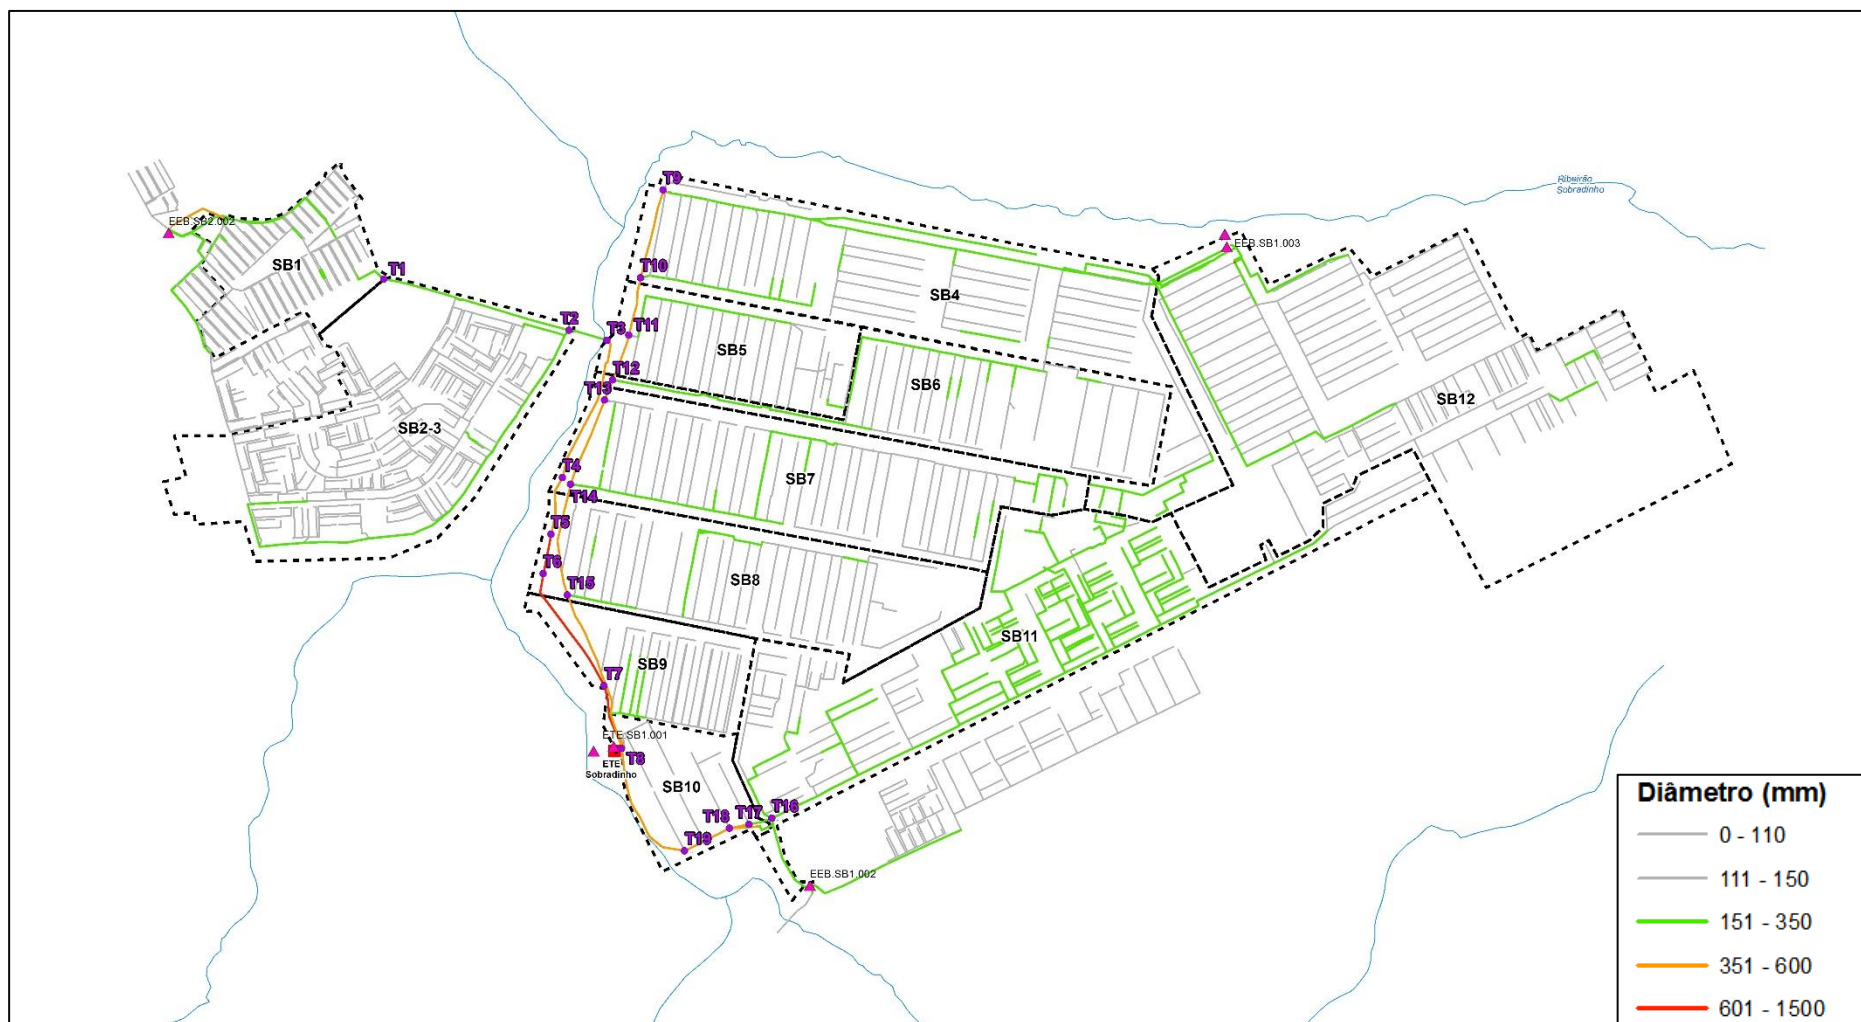 Ribeirão
Sobradinho
T9
EEB.SB2.002
EEB.SB1.003
SB1
T1
T10
SB4
T2
T3
T11
SB5
T12
SB6
T13
SB12
SB2-3
T4
SB7
T14
T5
T6
SB8
T15
SB11
SB9
T7
ETE.SB1.001
T8
ETE
Sobradinho
SB10
T16
T17
T18
T19
EEB.SB1.002
Diâmetro (mm)
0 - 110
111 - 150
151 - 350
351 - 600
601 - 1500